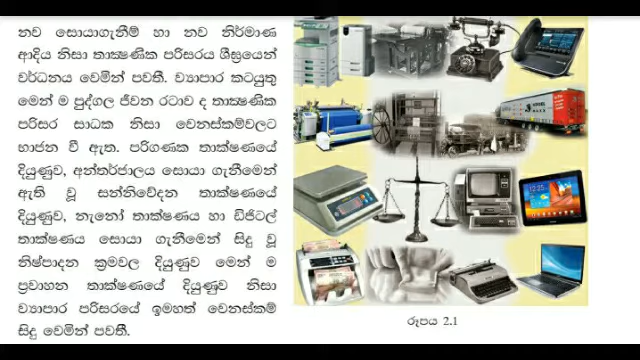 නව සොයාගැනීම් හා නව නිර්මාණ
ආදිය නිසා තාක්‍ෂණික පරිසරය ශීඝ්‍රයෙන්
වර්ධනය වෙමින් පවතී. ව්‍යාපාර කටයුතු
මෙන් ම පුද්ගල ජීවන රටාව ද තාක්‍ෂණික
පරිසර සාධක නිසා වෙනස්කම්වලට
භාජන වී ඇත. පරිගණක තාක්‍ෂණයේ
දියුණුව, අන්තර්ජාලය සොයා ගැනීමෙන්
ඇති වූ සන්නිවේදන තාක්‍ෂණයේ
දියුණුව, නැනෝ තාක්‍ෂණය හා ඩිජිටල්
තාක්‍ෂණය සොයා ගැනීමෙන් සිදු වූ
නිෂ්පාදන ක්‍රමවල දියුණුව මෙන් ම
ප්‍රවාහන තාක්‍ෂණයේ දියුණුව නිසා
ව්‍යාපාර පරිසරයේ ඉමහත් වෙනස්කම්
සිදු වෙමින් පවතී.
රූපය 2.1